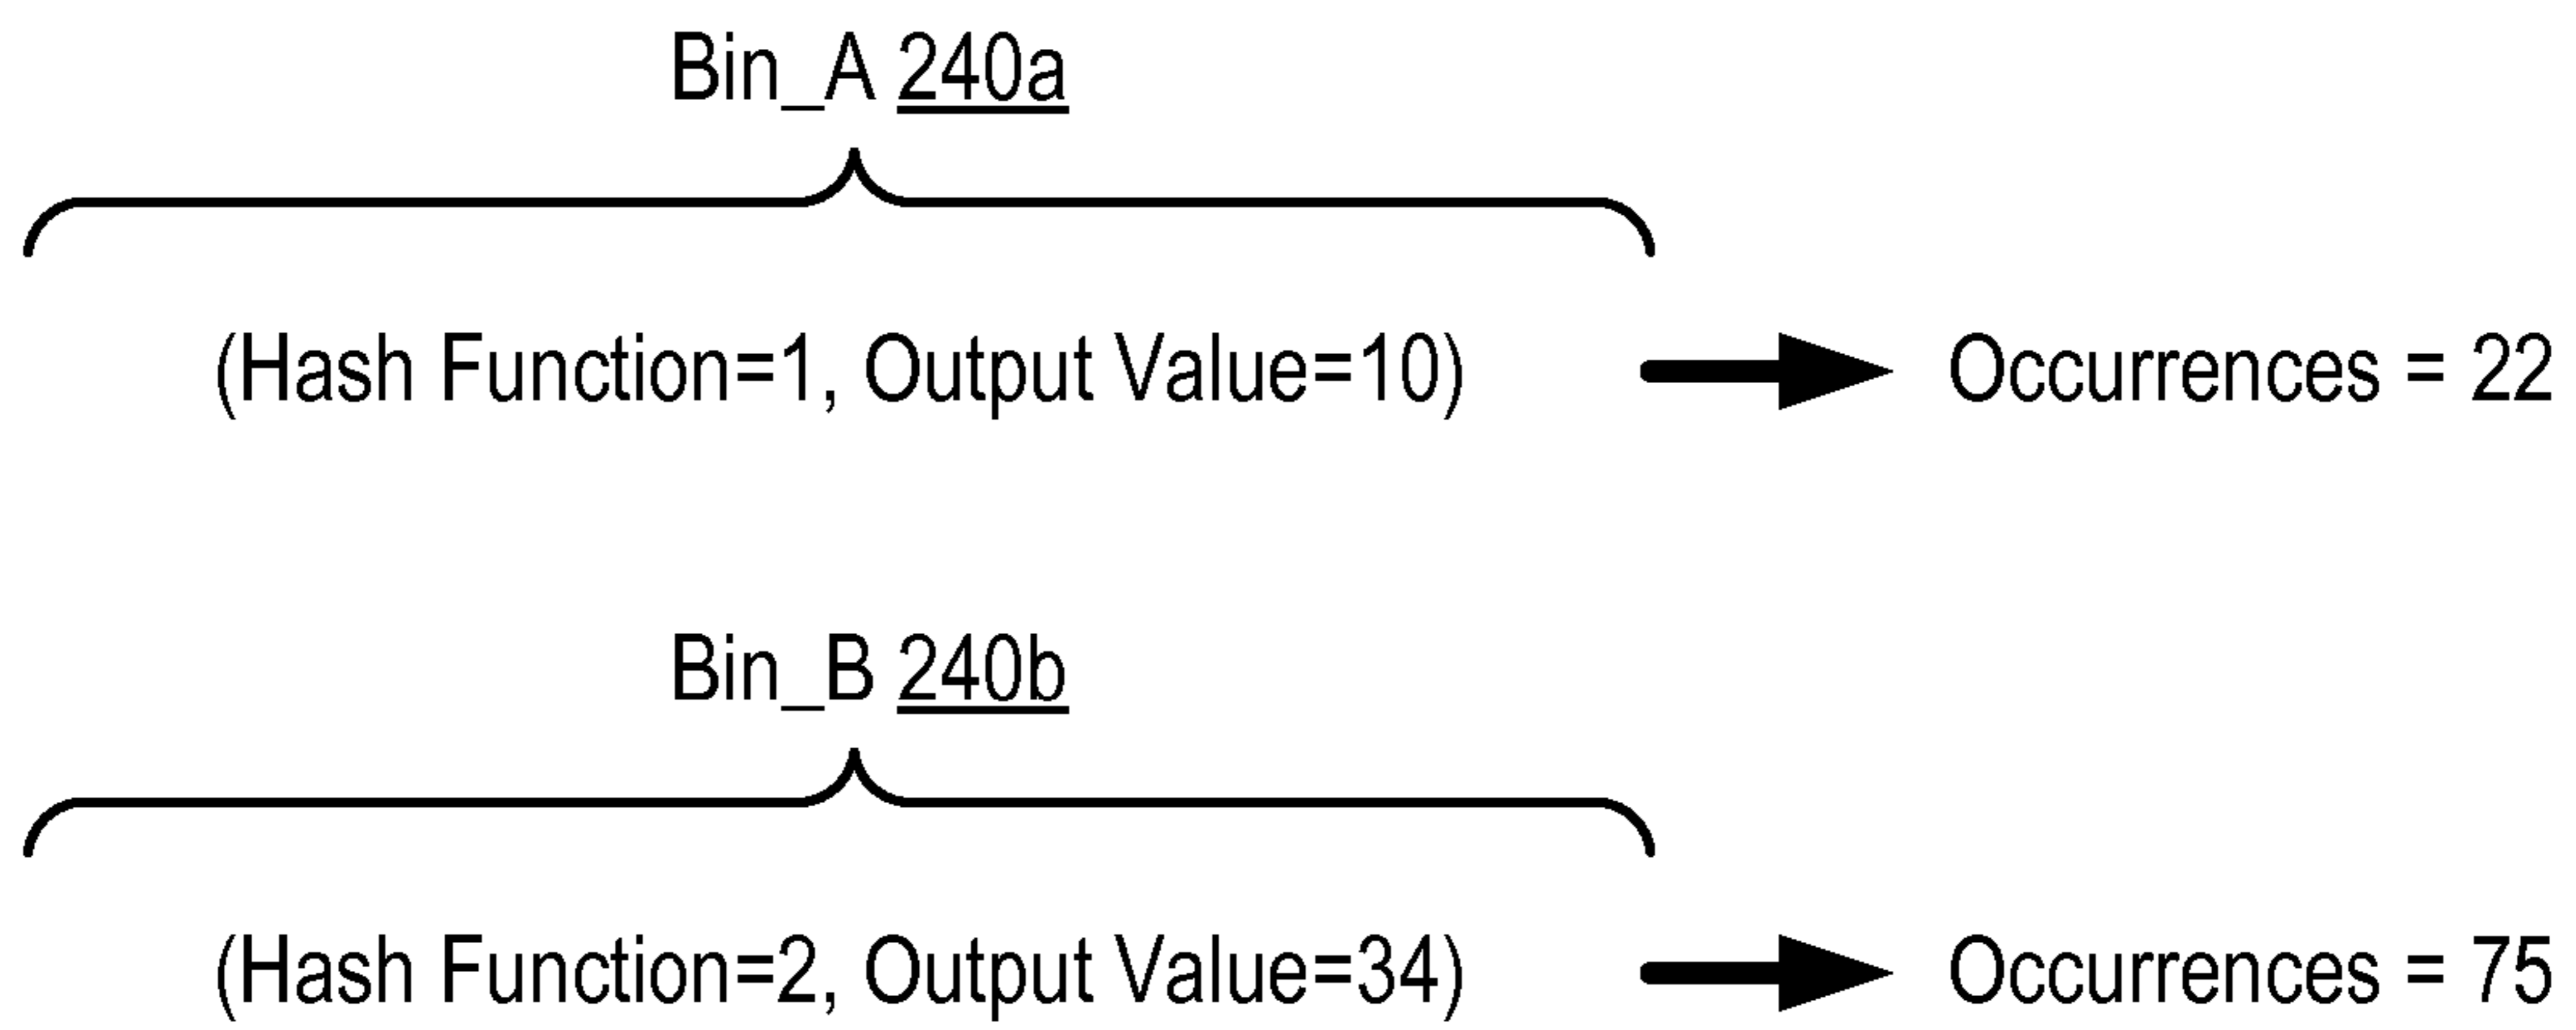 Bin_A 240a
(Hash Function=1, Output Value=10) Occurrences = 22
Bin_B 240b
(Hash Function=2, Output Value=34) Occurrences = 75